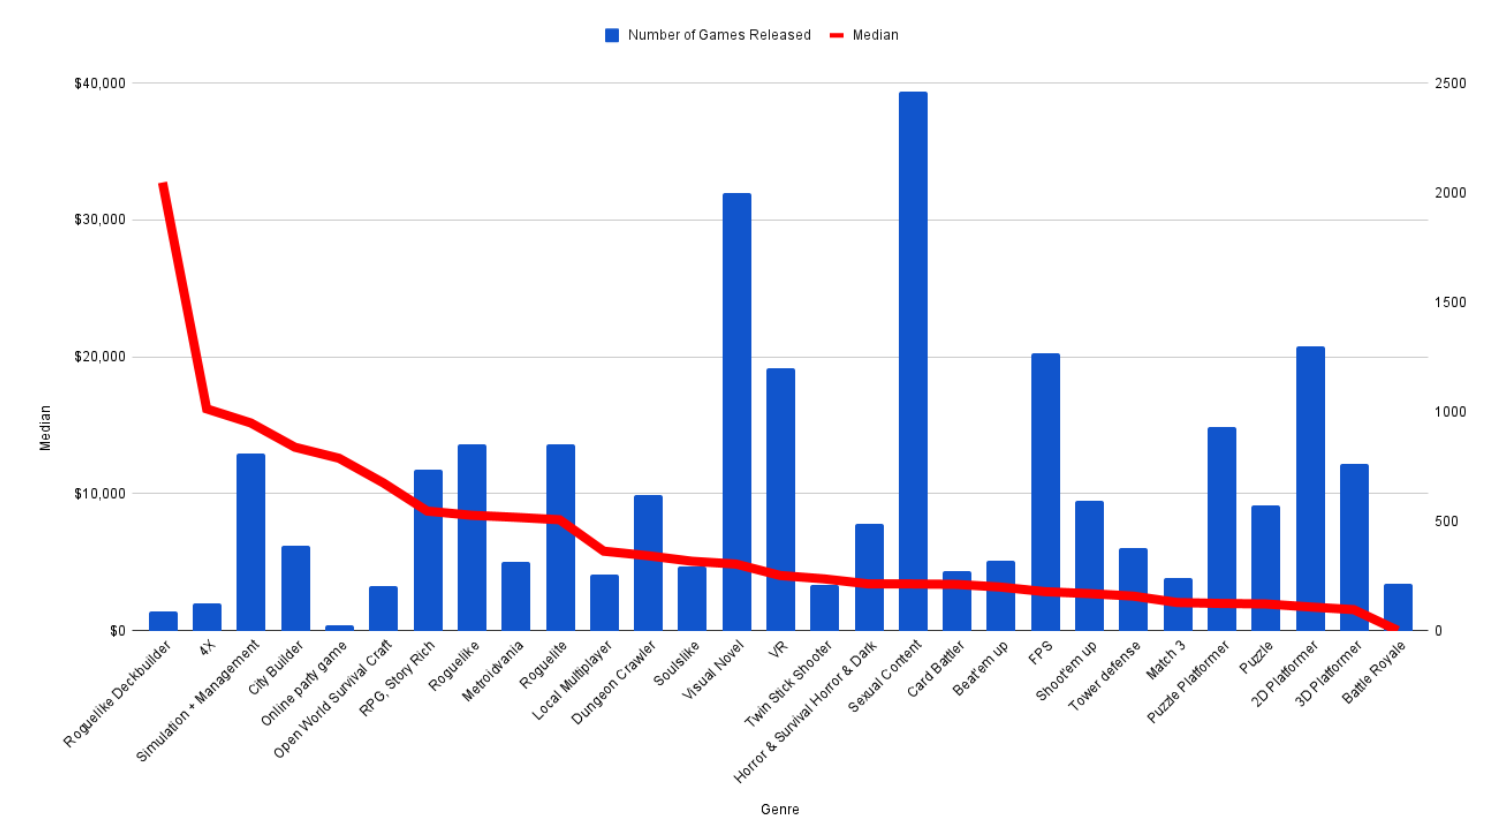 Number of Games Released Median
$40,000
$30,000
$20,000
$10,000
$0
Median
2500
2000
1500
1000
500
0
Roguelike Deckbuilder
4X
Simulation + Management
City Builder
Online party game
Open World Survival Craft
RPG, Story Rich
Roguelike
Metroidvania
Roguelite
Local Multiplayer
Dungeon Crawler
Soulslike
Visual Novel
VR
Twin Stick Shooter
Horror & Survival Horror & Dark
Sexual Content
Card Battler
Beat'em up
FPS
Shoot'em up
Tower defense
Match 3
Puzzle Platformer
Puzzle
2D Platformer
3D Platformer
Battle Royale
Genre